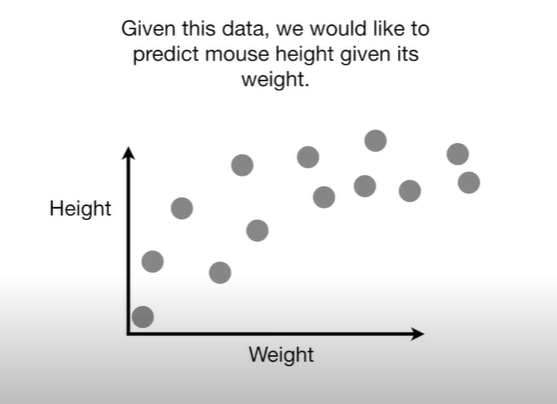 Given this data, we would like to
predict mouse height given its
weight.
Height
Weight